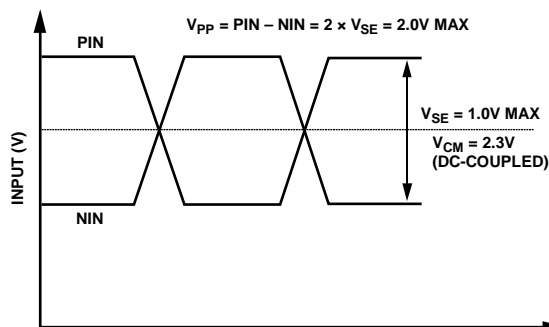 V_PP = PIN – NIN = 2 × V_SE = 2.0V MAX
PIN
V_SE = 1.0V MAX
V_CM = 2.3V
(DC-COUPLED)
INPUT (V)
NIN